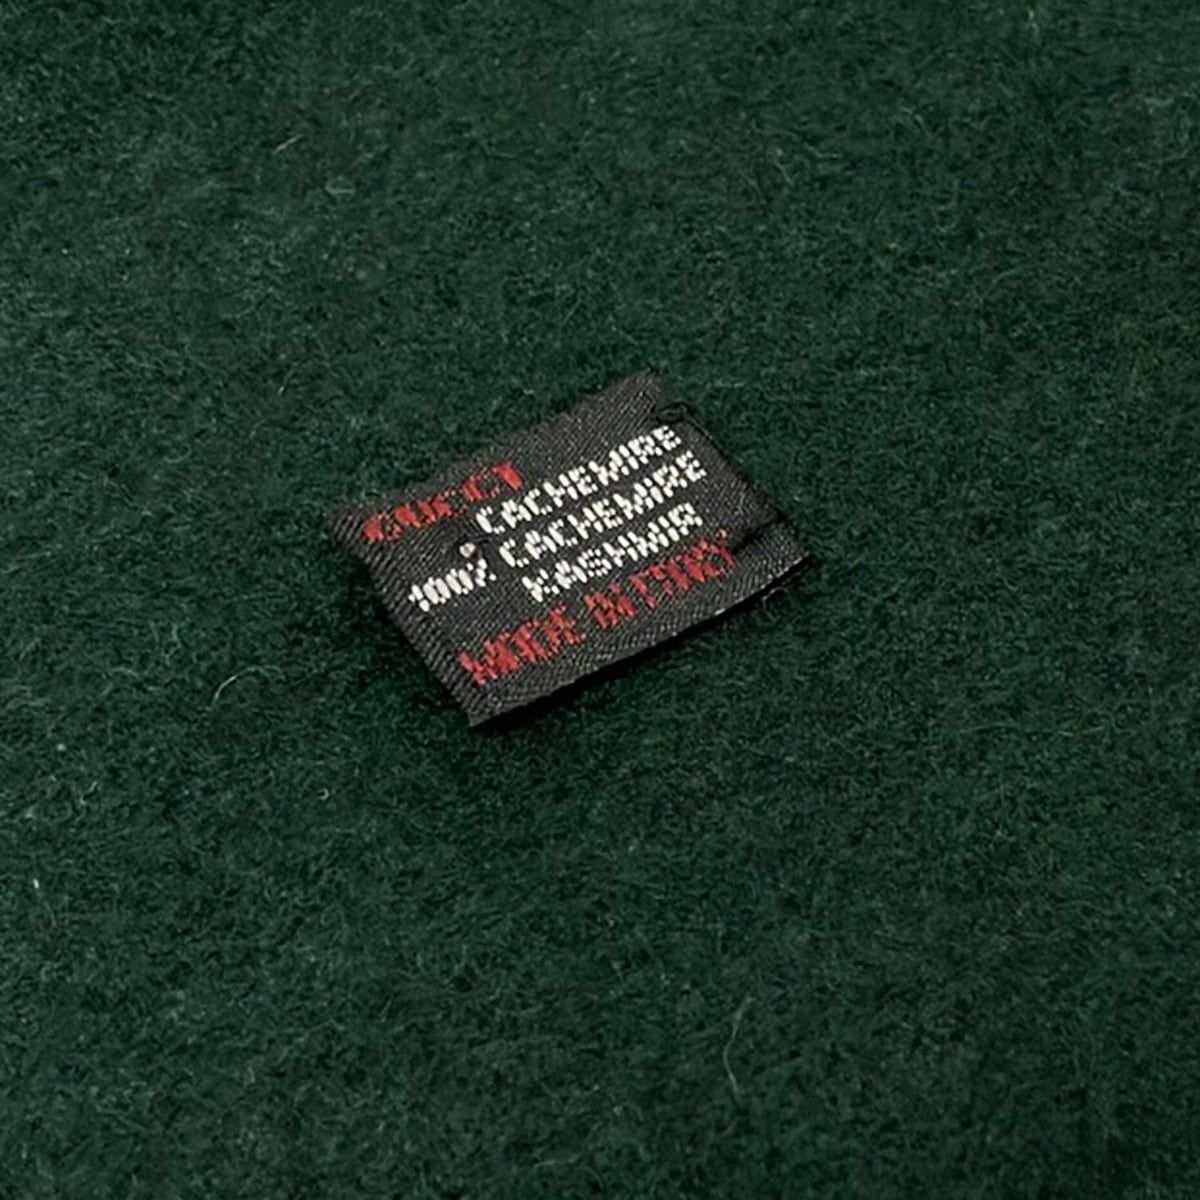 GUCCI
CACHEMIRE
100% CACHEMIRE
KASHMIR
MADE IN ITALY